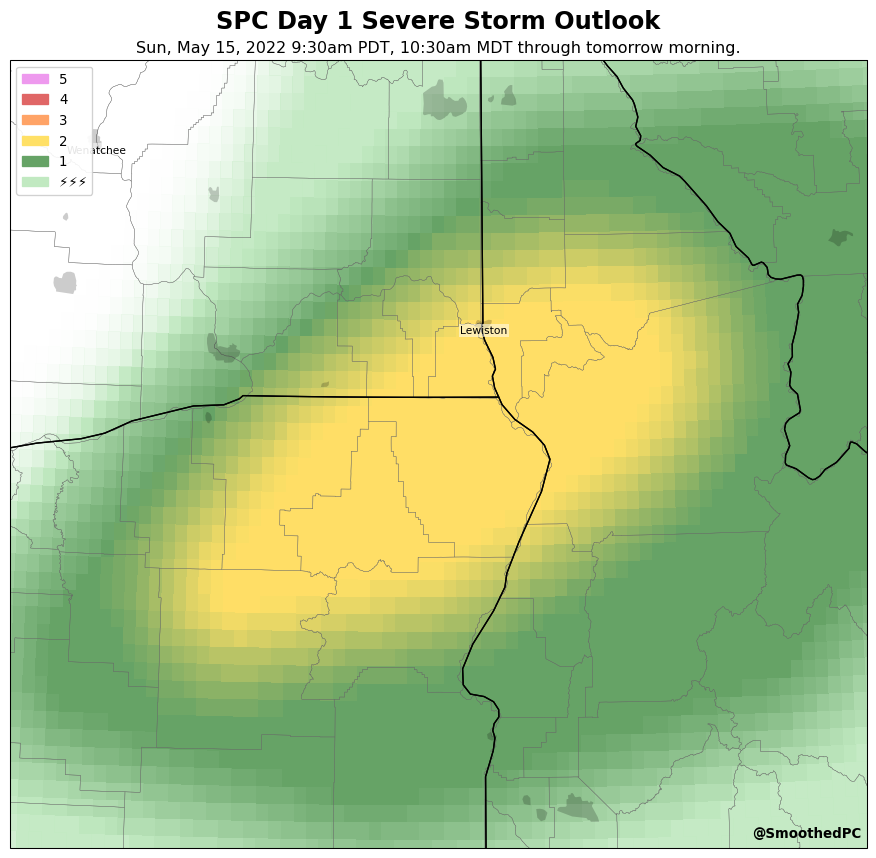 SPC Day 1 Severe Storm Outlook
Sun, May 15, 2022 9:30am PDT, 10:30am MDT through tomorrow morning.
5
4
3
2
1
⚡⚡⚡
Wenatchee
Lewiston
@SmoothedPC